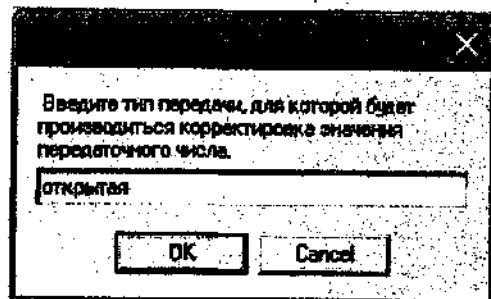 Введите тип передачи, для которой будет
производиться корректировка значения
передаточного числа.
открытая
OK Cancel